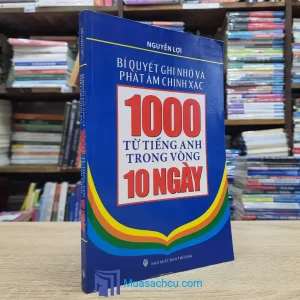 NGUYỄN LỢI
BÍ QUYẾT GHI NHỚ VÀ
PHÁT ÂM CHÍNH XÁC
1000
TỪ TIẾNG ANH
TRONG VÒNG
10 NGÀY
Muasachcu.com